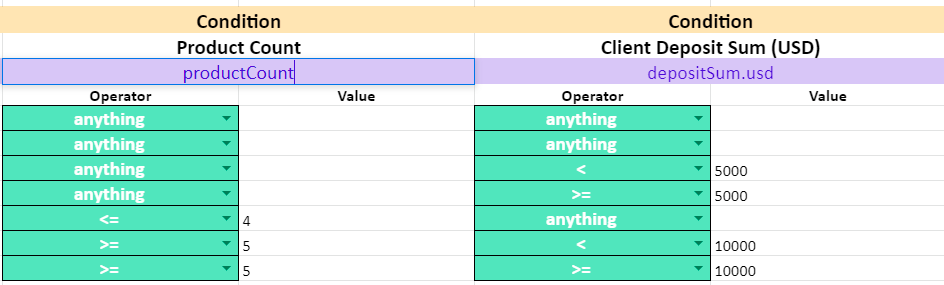 Condition Condition
Product Count Client Deposit Sum (USD)
productCount depositSum.usd
Operator Value Operator Value
anything anything
anything anything
anything < 5000
anything >= 5000
<= 4 anything
>= 5 < 10000
>= 5 >= 10000